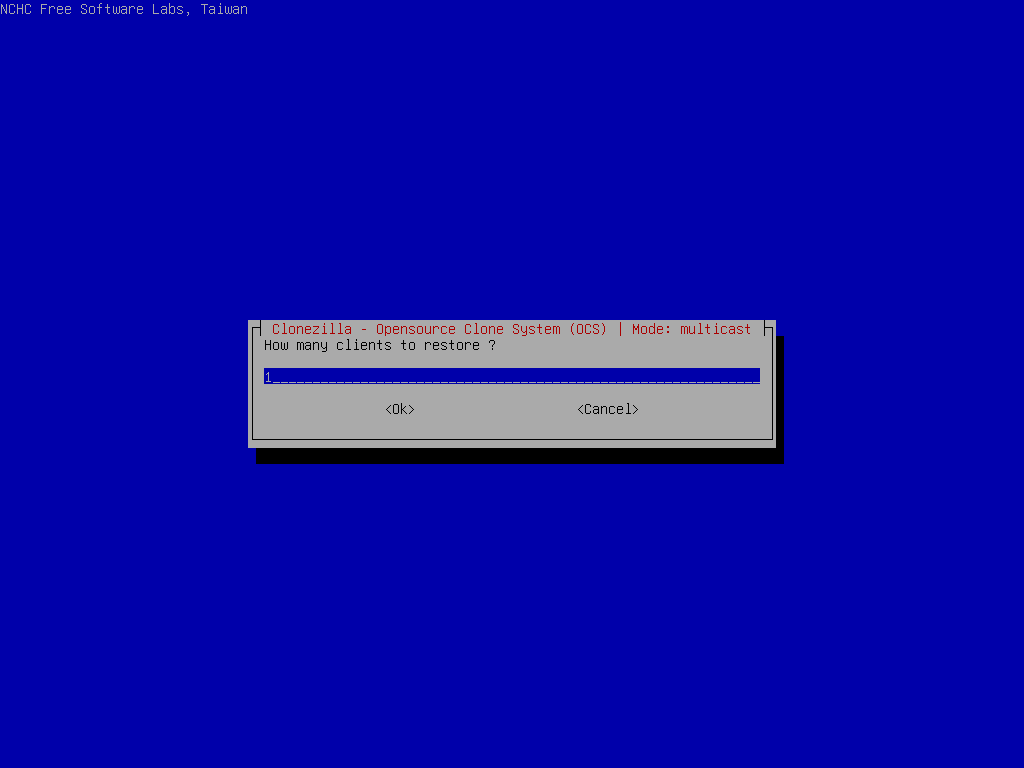 NCHC Free Software Labs, Taiwan
Clonezilla - Opensource Clone System (OCS) | Mode: multicast
How many clients to restore ?
1_____________________________________________________________
<Ok> <Cancel>